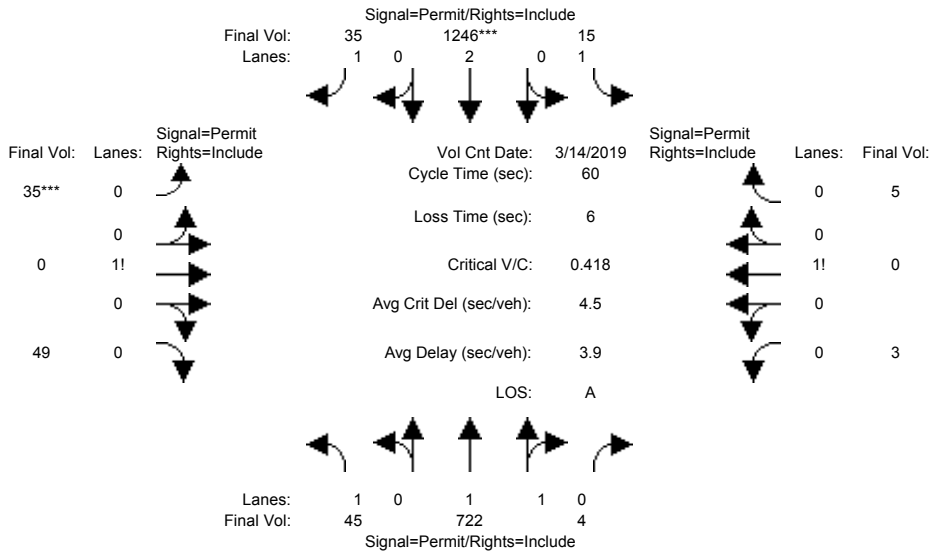 Signal=Permit/Rights=Include
Final Vol: 35 1246*** 15
Lanes: 1 0 2 0 1
Signal=Permit
Final Vol: Lanes: Rights=Include
Vol Cnt Date: 3/14/2019
Signal=Permit
Rights=Include Lanes: Final Vol:
Cycle Time (sec): 60
35*** 0
0 5
Loss Time (sec): 6
0
0
0 1!
Critical V/C: 0.418
1! 0
0
Avg Crit Del (sec/veh): 4.5
0
49 0
Avg Delay (sec/veh): 3.9
0 3
LOS: A
Lanes: 1 0 1 1 0
Final Vol: 45 722 4
Signal=Permit/Rights=Include